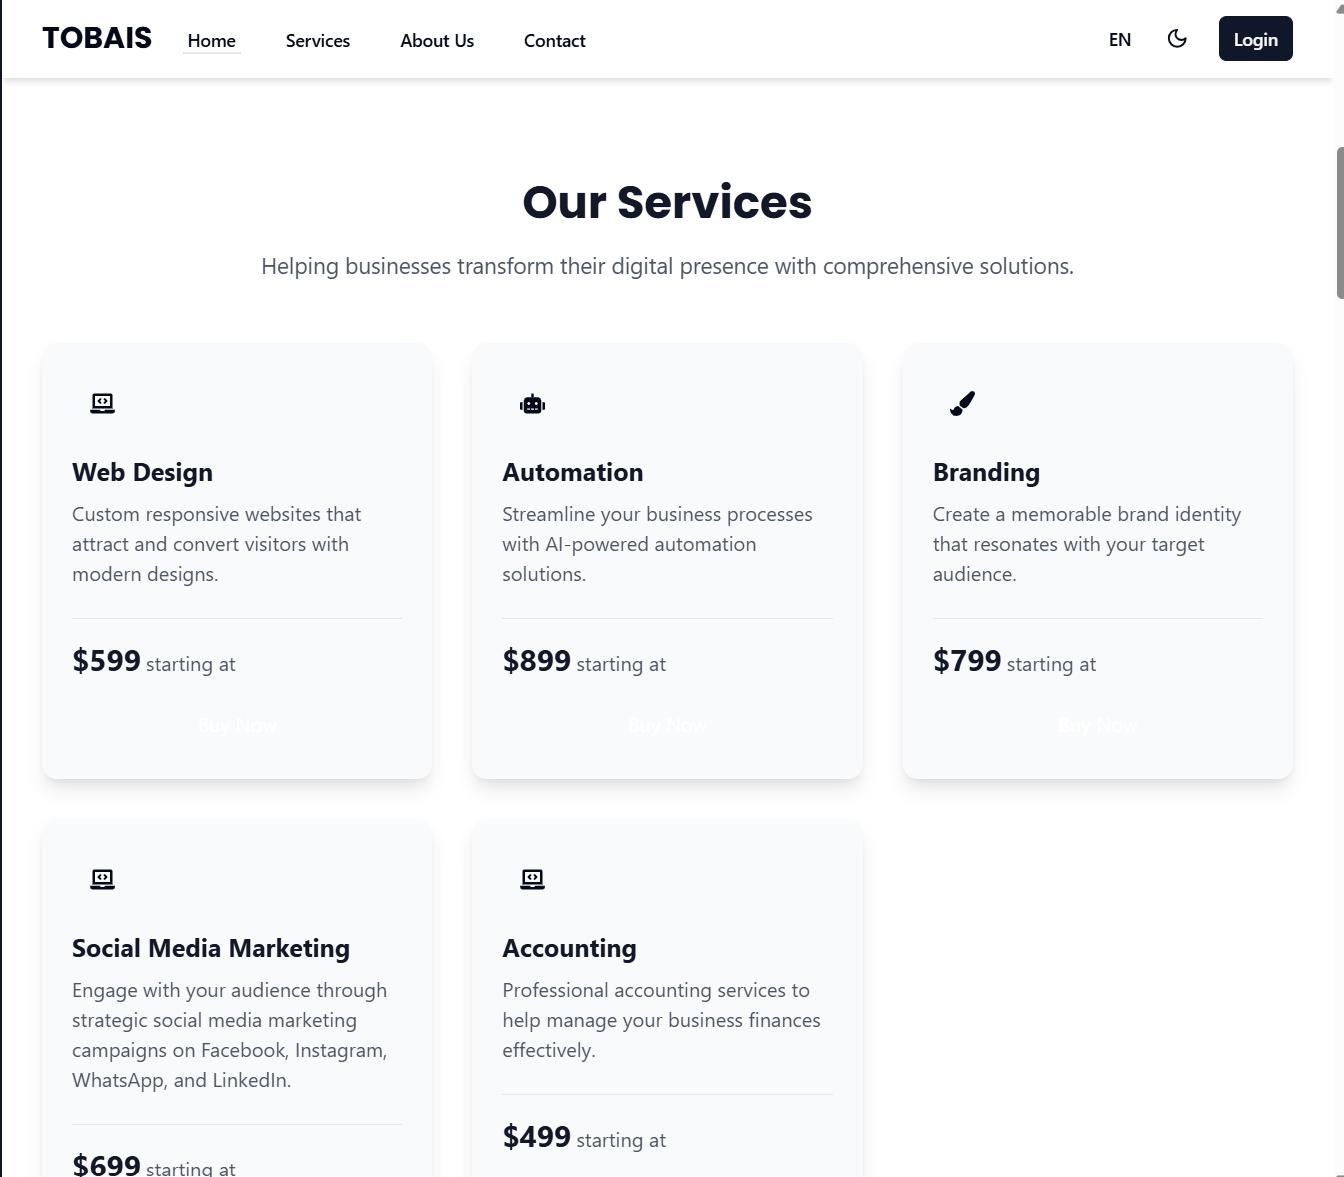 TOBAIS
Home
Services
About Us
Contact
EN
Login
Our Services
Helping businesses transform their digital presence with comprehensive solutions.
Web Design
Custom responsive websites that
attract and convert visitors with
modern designs.
$599 starting at
Buy Now
Automation
Streamline your business processes
with AI-powered automation
solutions.
$899 starting at
Buy Now
Branding
Create a memorable brand identity
that resonates with your target
audience.
$799 starting at
Buy Now
Social Media Marketing
Engage with your audience through
strategic social media marketing
campaigns on Facebook, Instagram,
WhatsApp, and LinkedIn.
$699 starting at
Accounting
Professional accounting services to
help manage your business finances
effectively.
$499 starting at